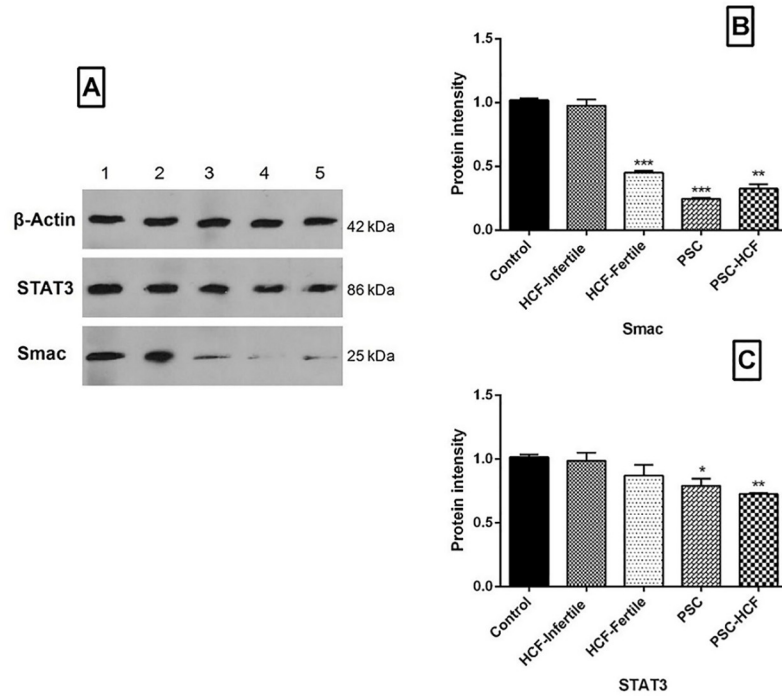 A
1 2 3 4 5
β-Actin 42 kDa
STAT3 86 kDa
Smac 25 kDa
B
Protein intensity
1.5
1.0
0.5
0.0
***
***
**
Control
HCF-Infertile
HCF-Fertile
PSC
PSC-HCF
Smac
C
Protein intensity
1.5
1.0
0.5
0.0
*
**
Control
HCF-Infertile
HCF-Fertile
PSC
PSC-HCF
STAT3